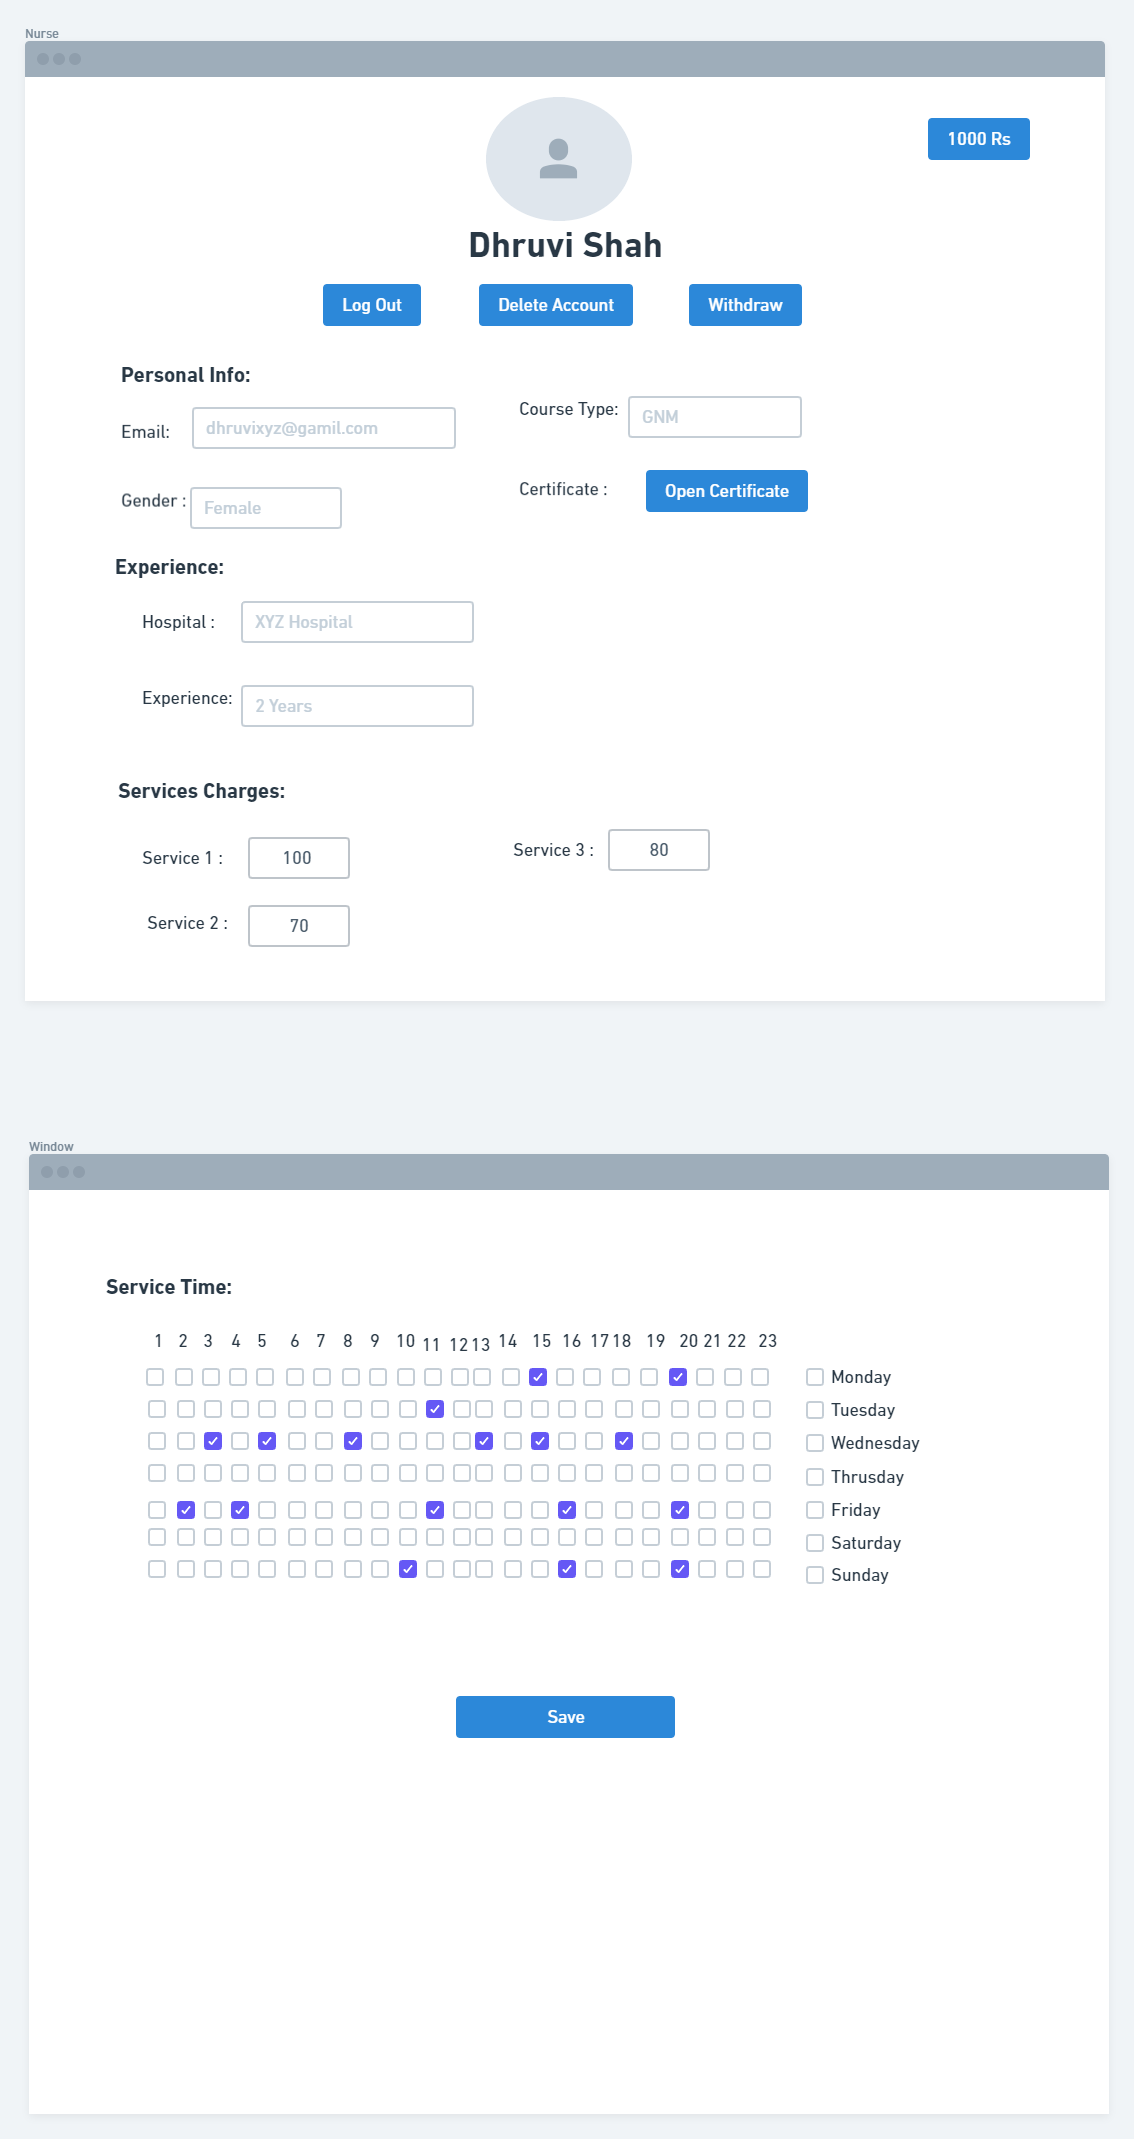 Nurse
1000 Rs
Dhruvi Shah
Log Out Delete Account Withdraw
Personal Info:
Email: dhruvixyz@gamil.com Course Type: GNM
Gender : Female Certificate : Open Certificate
Experience:
Hospital : XYZ Hospital
Experience: 2 Years
Services Charges:
Service 1 : 100 Service 3 : 80
Service 2 : 70
Window
Service Time:
1 2 3 4 5 6 7 8 9 10 11 12 13 14 15 16 17 18 19 20 21 22 23
Monday
Tuesday
Wednesday
Thrusday
Friday
Saturday
Sunday
Save